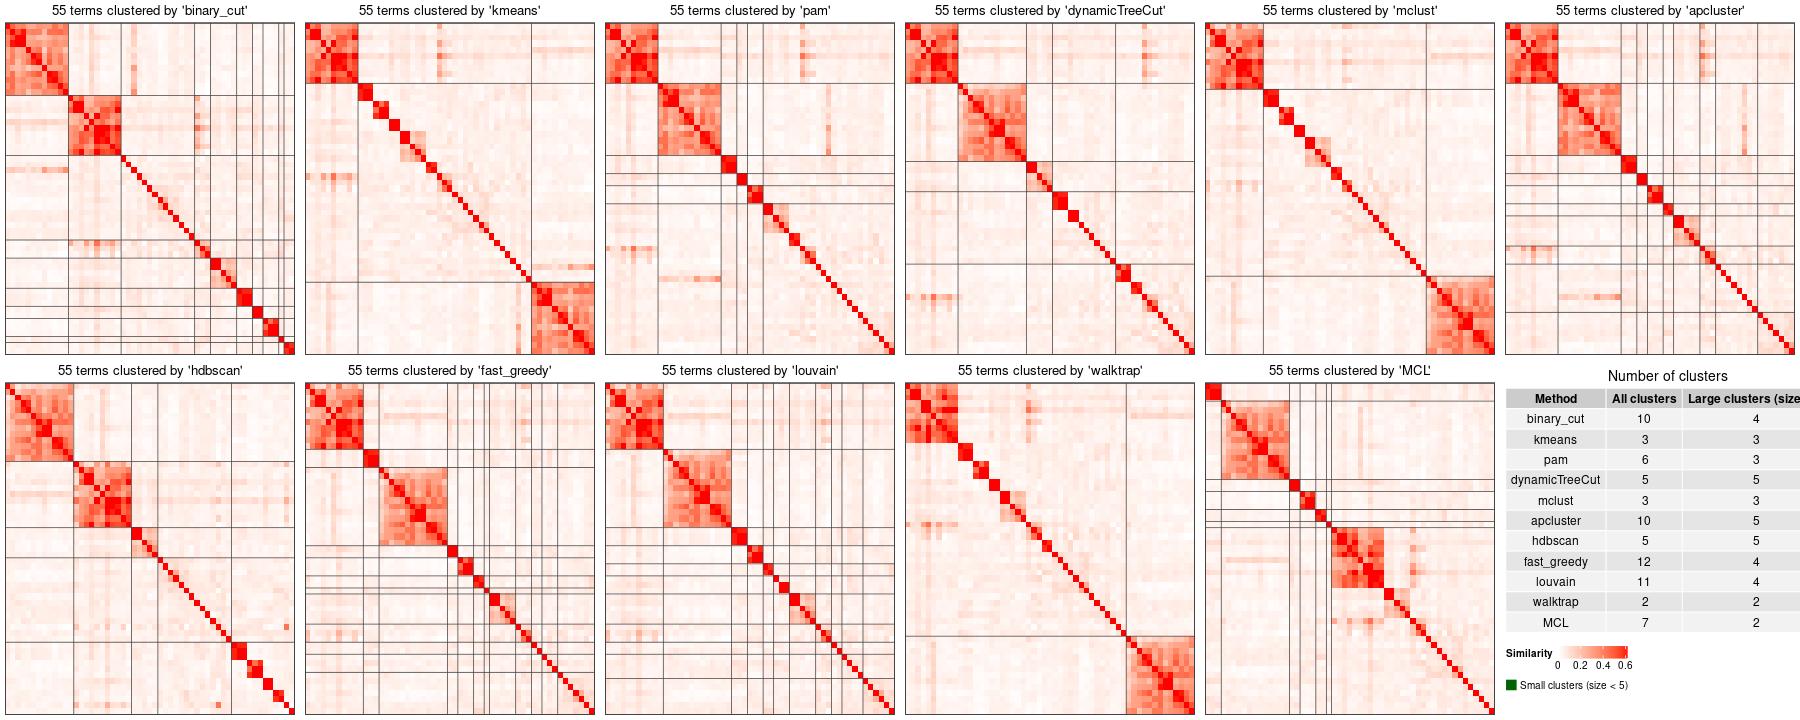 55 terms clustered by 'binary_cut'
55 terms clustered by 'kmeans'
55 terms clustered by 'pam'
55 terms clustered by 'dynamicTreeCut'
55 terms clustered by 'mclust'
55 terms clustered by 'apcluster'
55 terms clustered by 'hdbscan'
55 terms clustered by 'fast_greedy'
55 terms clustered by 'louvain'
55 terms clustered by 'walktrap'
55 terms clustered by 'MCL'
Number of clusters
Method All clusters Large clusters (size
binary_cut 10 4
kmeans 3 3
pam 6 3
dynamicTreeCut 5 5
mclust 3 3
apcluster 10 5
hdbscan 5 5
fast_greedy 12 4
louvain 11 4
walktrap 2 2
MCL 7 2
Similarity
0 0.2 0.4 0.6
Small clusters (size < 5)